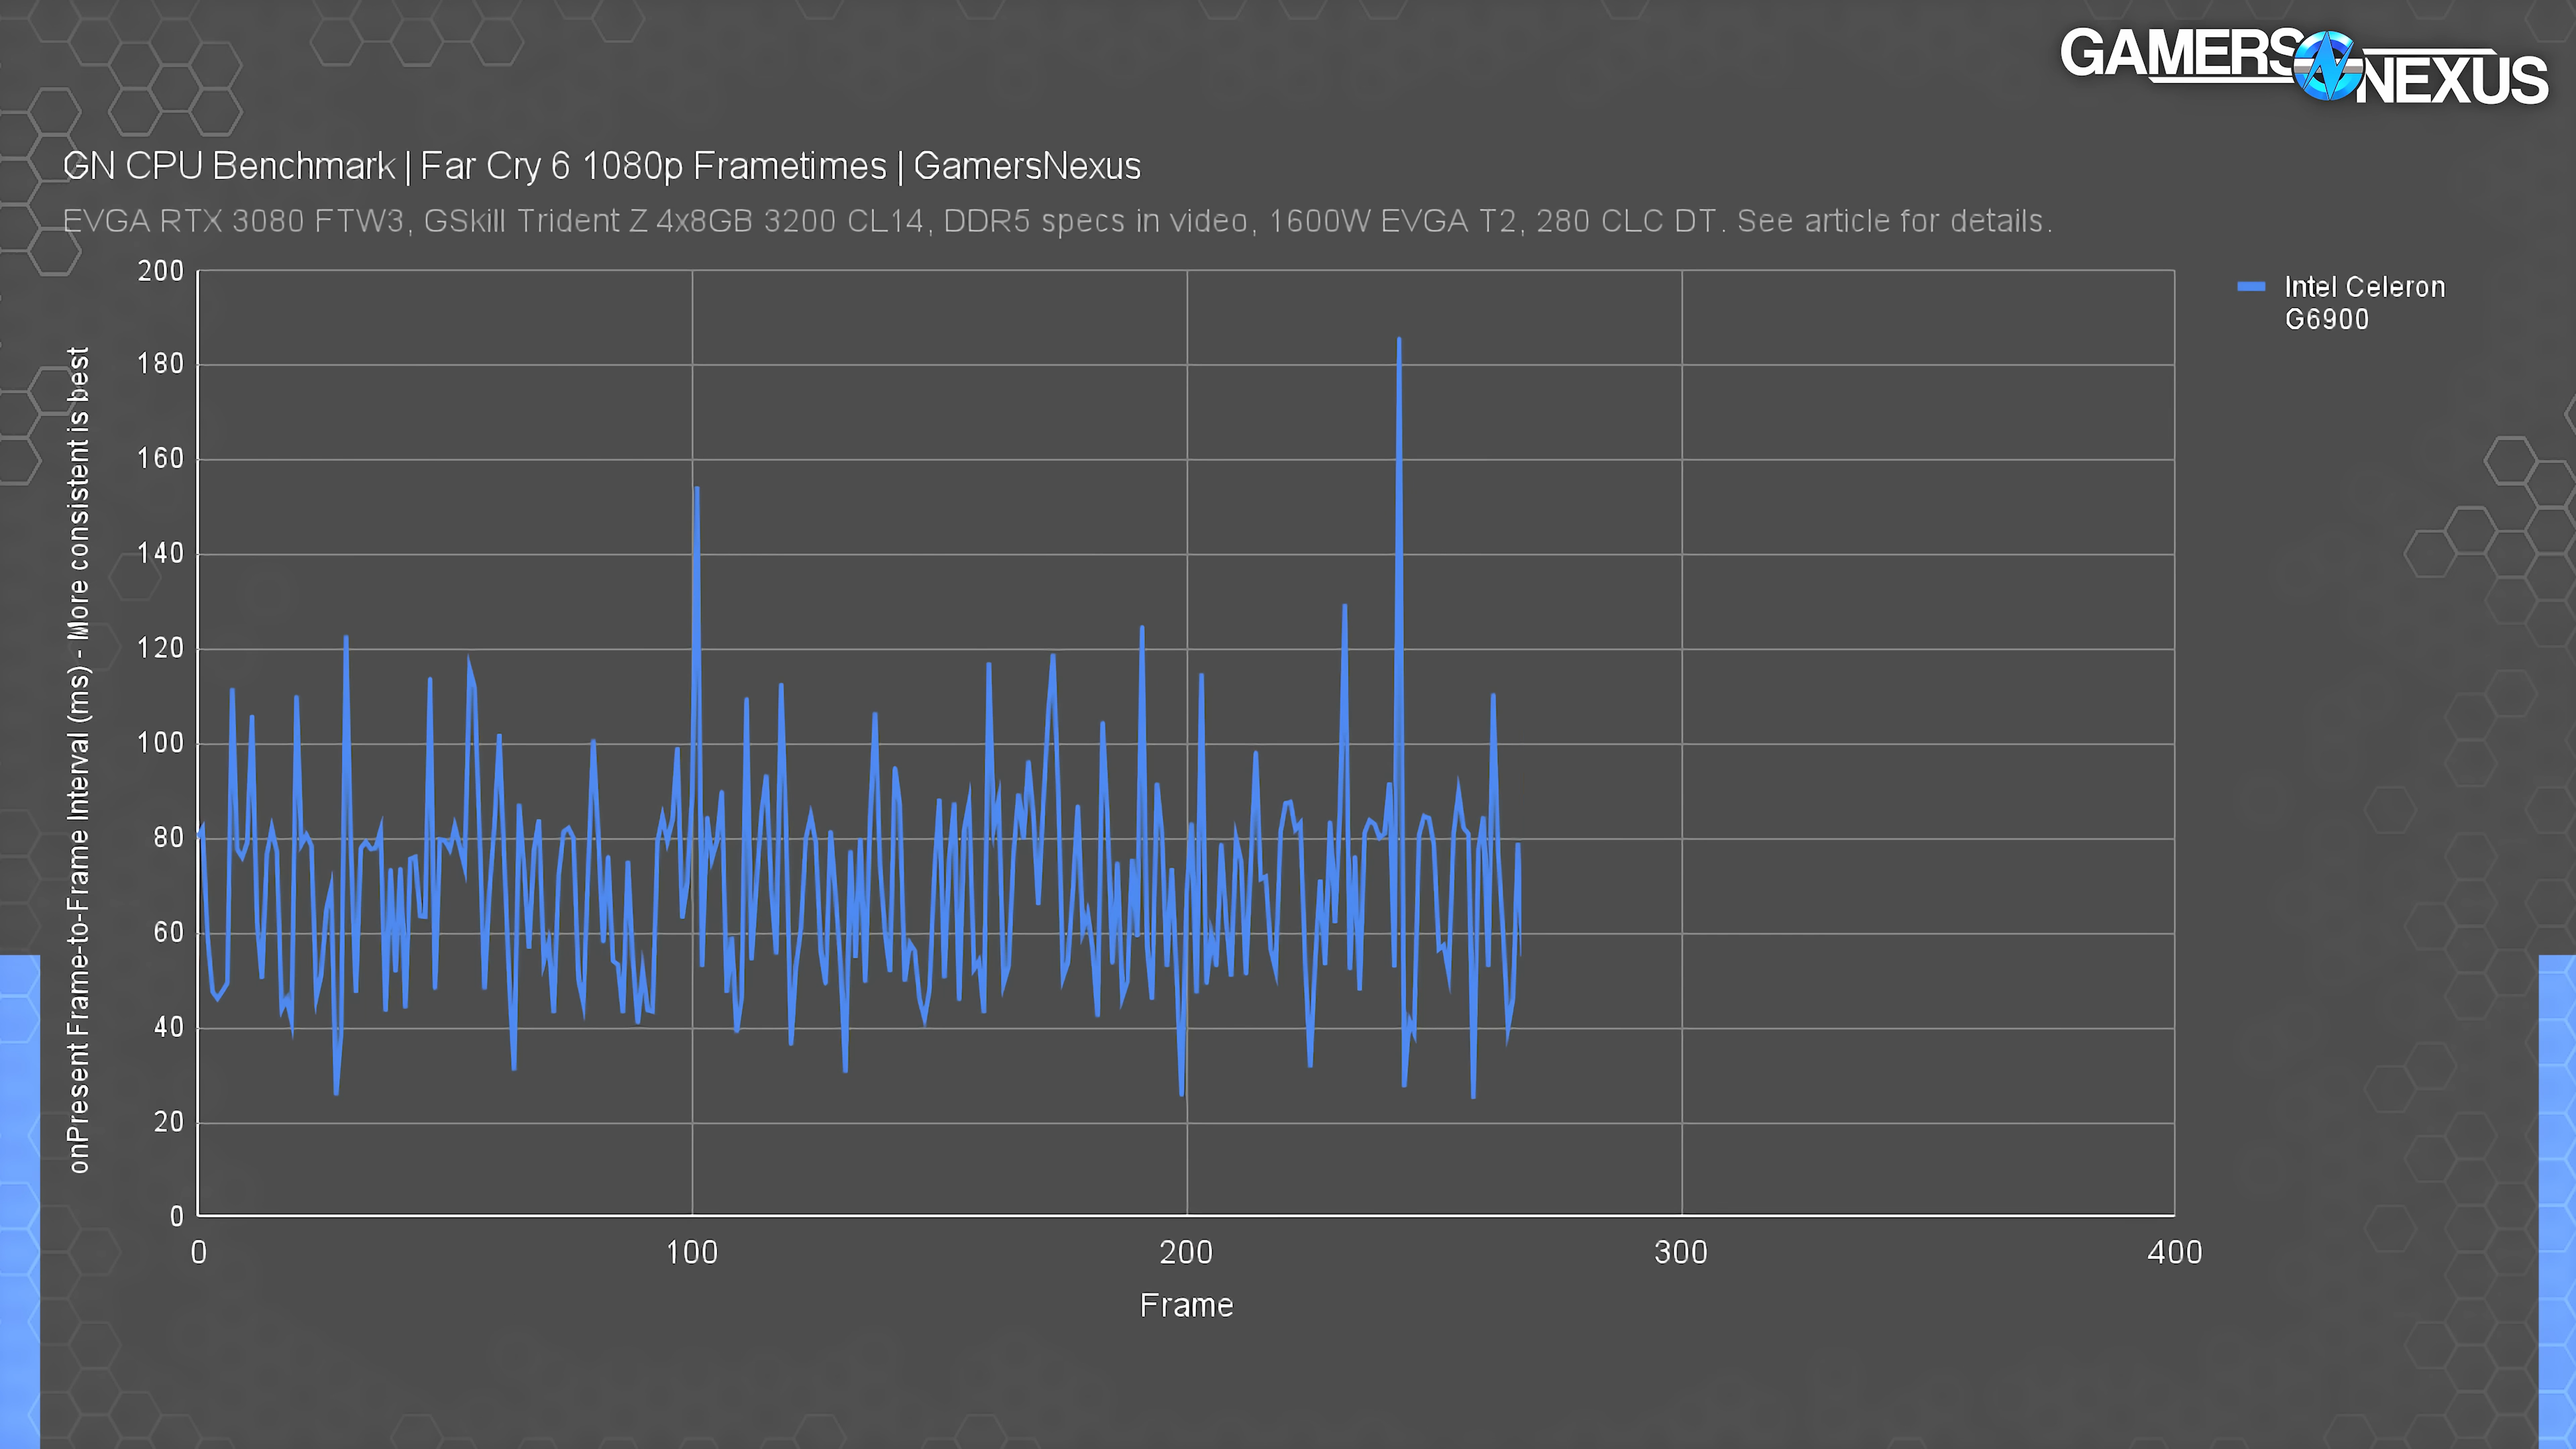 GAMERS NEXUS
GN CPU Benchmark | Far Cry 6 1080p Frametimes | GamersNexus
EVGA RTX 3080 FTW3, GSkill Trident Z 4x8GB 3200 CL14, DDR5 specs in video, 1600W EVGA T2, 280 CLC DT. See article for details.
onPresent Frame-to-Frame Interval (ms) - More consistent is best
200
180
160
140
120
100
80
60
40
20
0
0 100 200 300 400
Frame
Intel Celeron
G6900